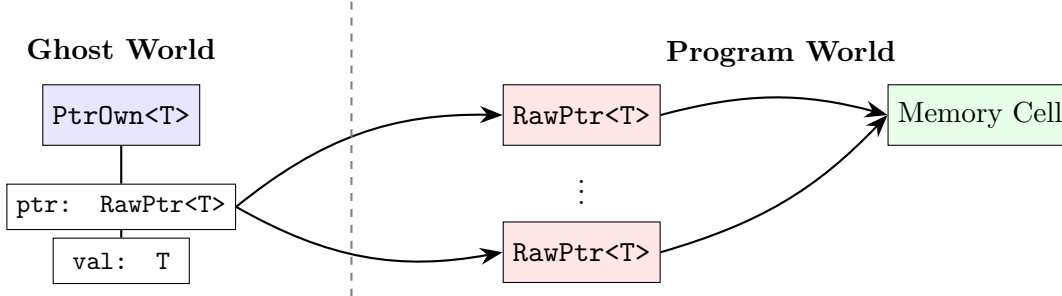 Ghost World
Program World
PtrOwn<T>
ptr: RawPtr<T>
val: T
RawPtr<T>
⋮
RawPtr<T>
Memory Cell